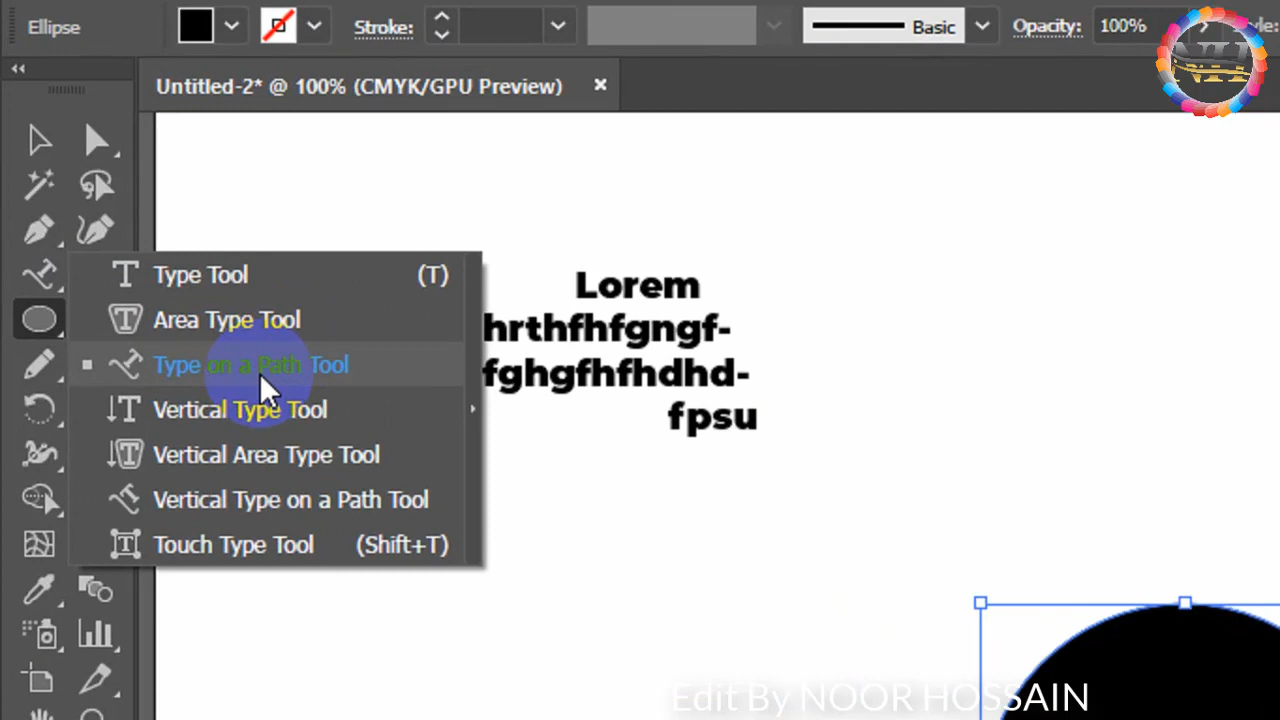 Ellipse
Stroke:
Basic
Opacity:
100%
Style:
NH
Untitled-2* @ 100% (CMYK/GPU Preview)
Type Tool (T)
Area Type Tool
Type on a Path Tool
Vertical Type Tool
Vertical Area Type Tool
Vertical Type on a Path Tool
Touch Type Tool (Shift+T)
Lorem
hrthfhfgngf-
fghgfhfhdhd-
fpsu
Edit By NOOR HOSSAIN